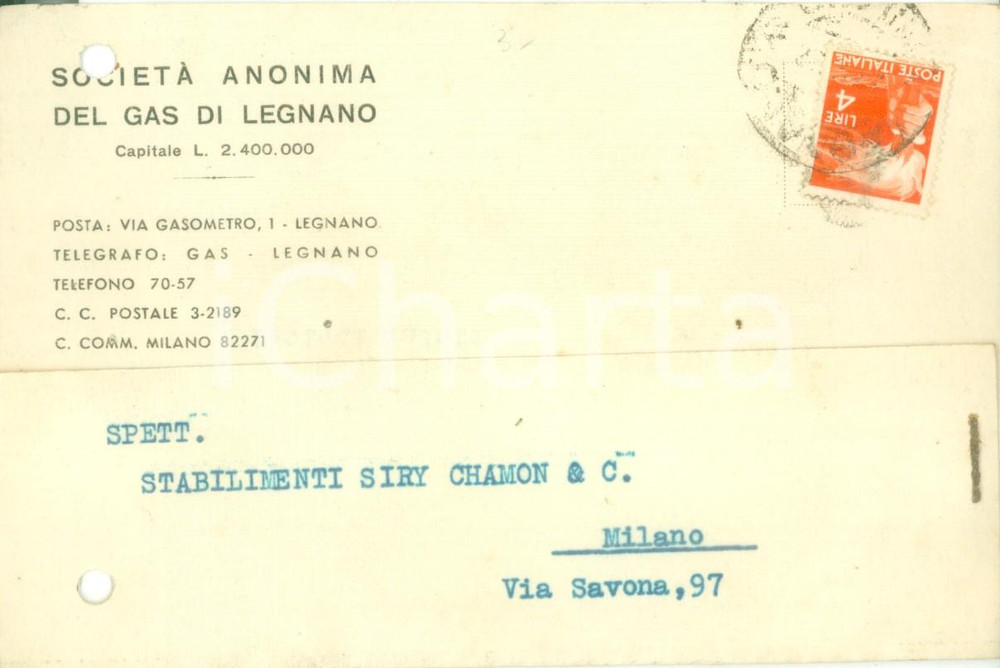 SOCIETÀ ANONIMA
DEL GAS DI LEGNANO
Capitale L. 2.400.000
POSTA: VIA GASOMETRO, 1 - LEGNANO
TELEGRAFO: GAS - LEGNANO
TELEFONO 70-57
C. C. POSTALE 3-2189
C. COMM. MILANO 82271
POSTE ITALIANE
LIRE 4
iCharta
SPETT.
STABILIMENTI SIRY CHAMON & C.
Milano
Via Savona,97